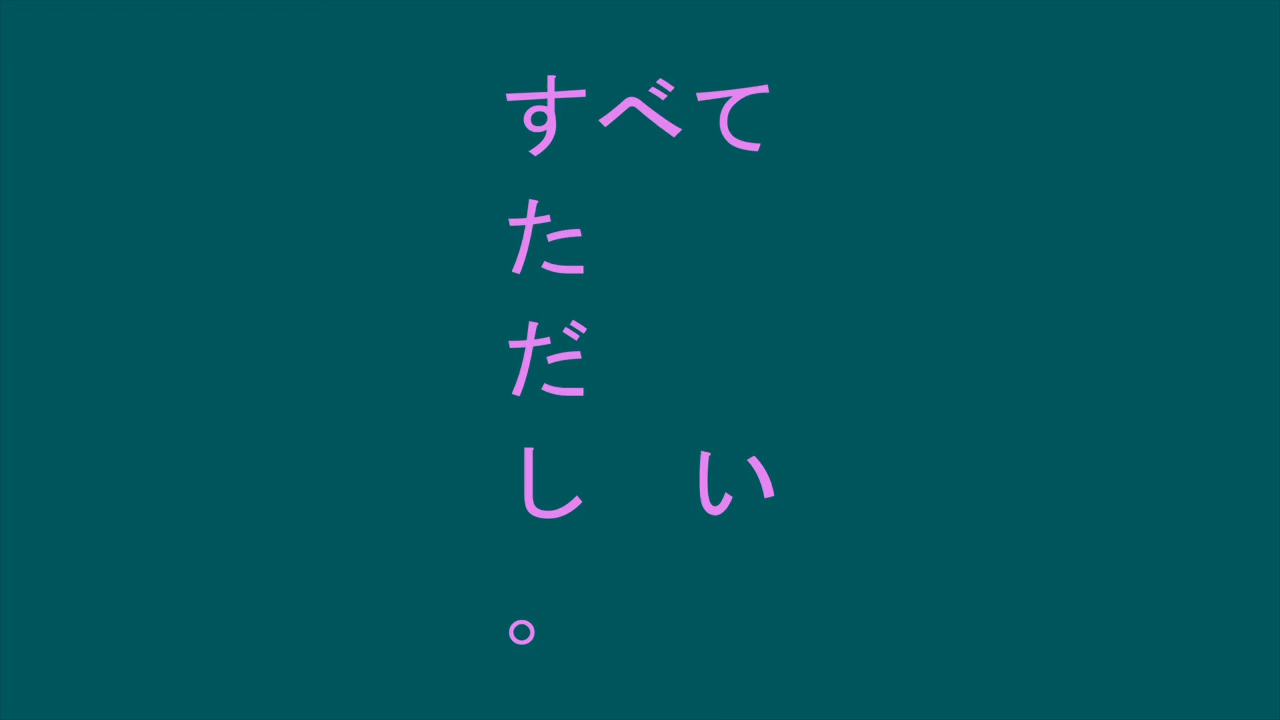 すべて
た
だ
し　い
。